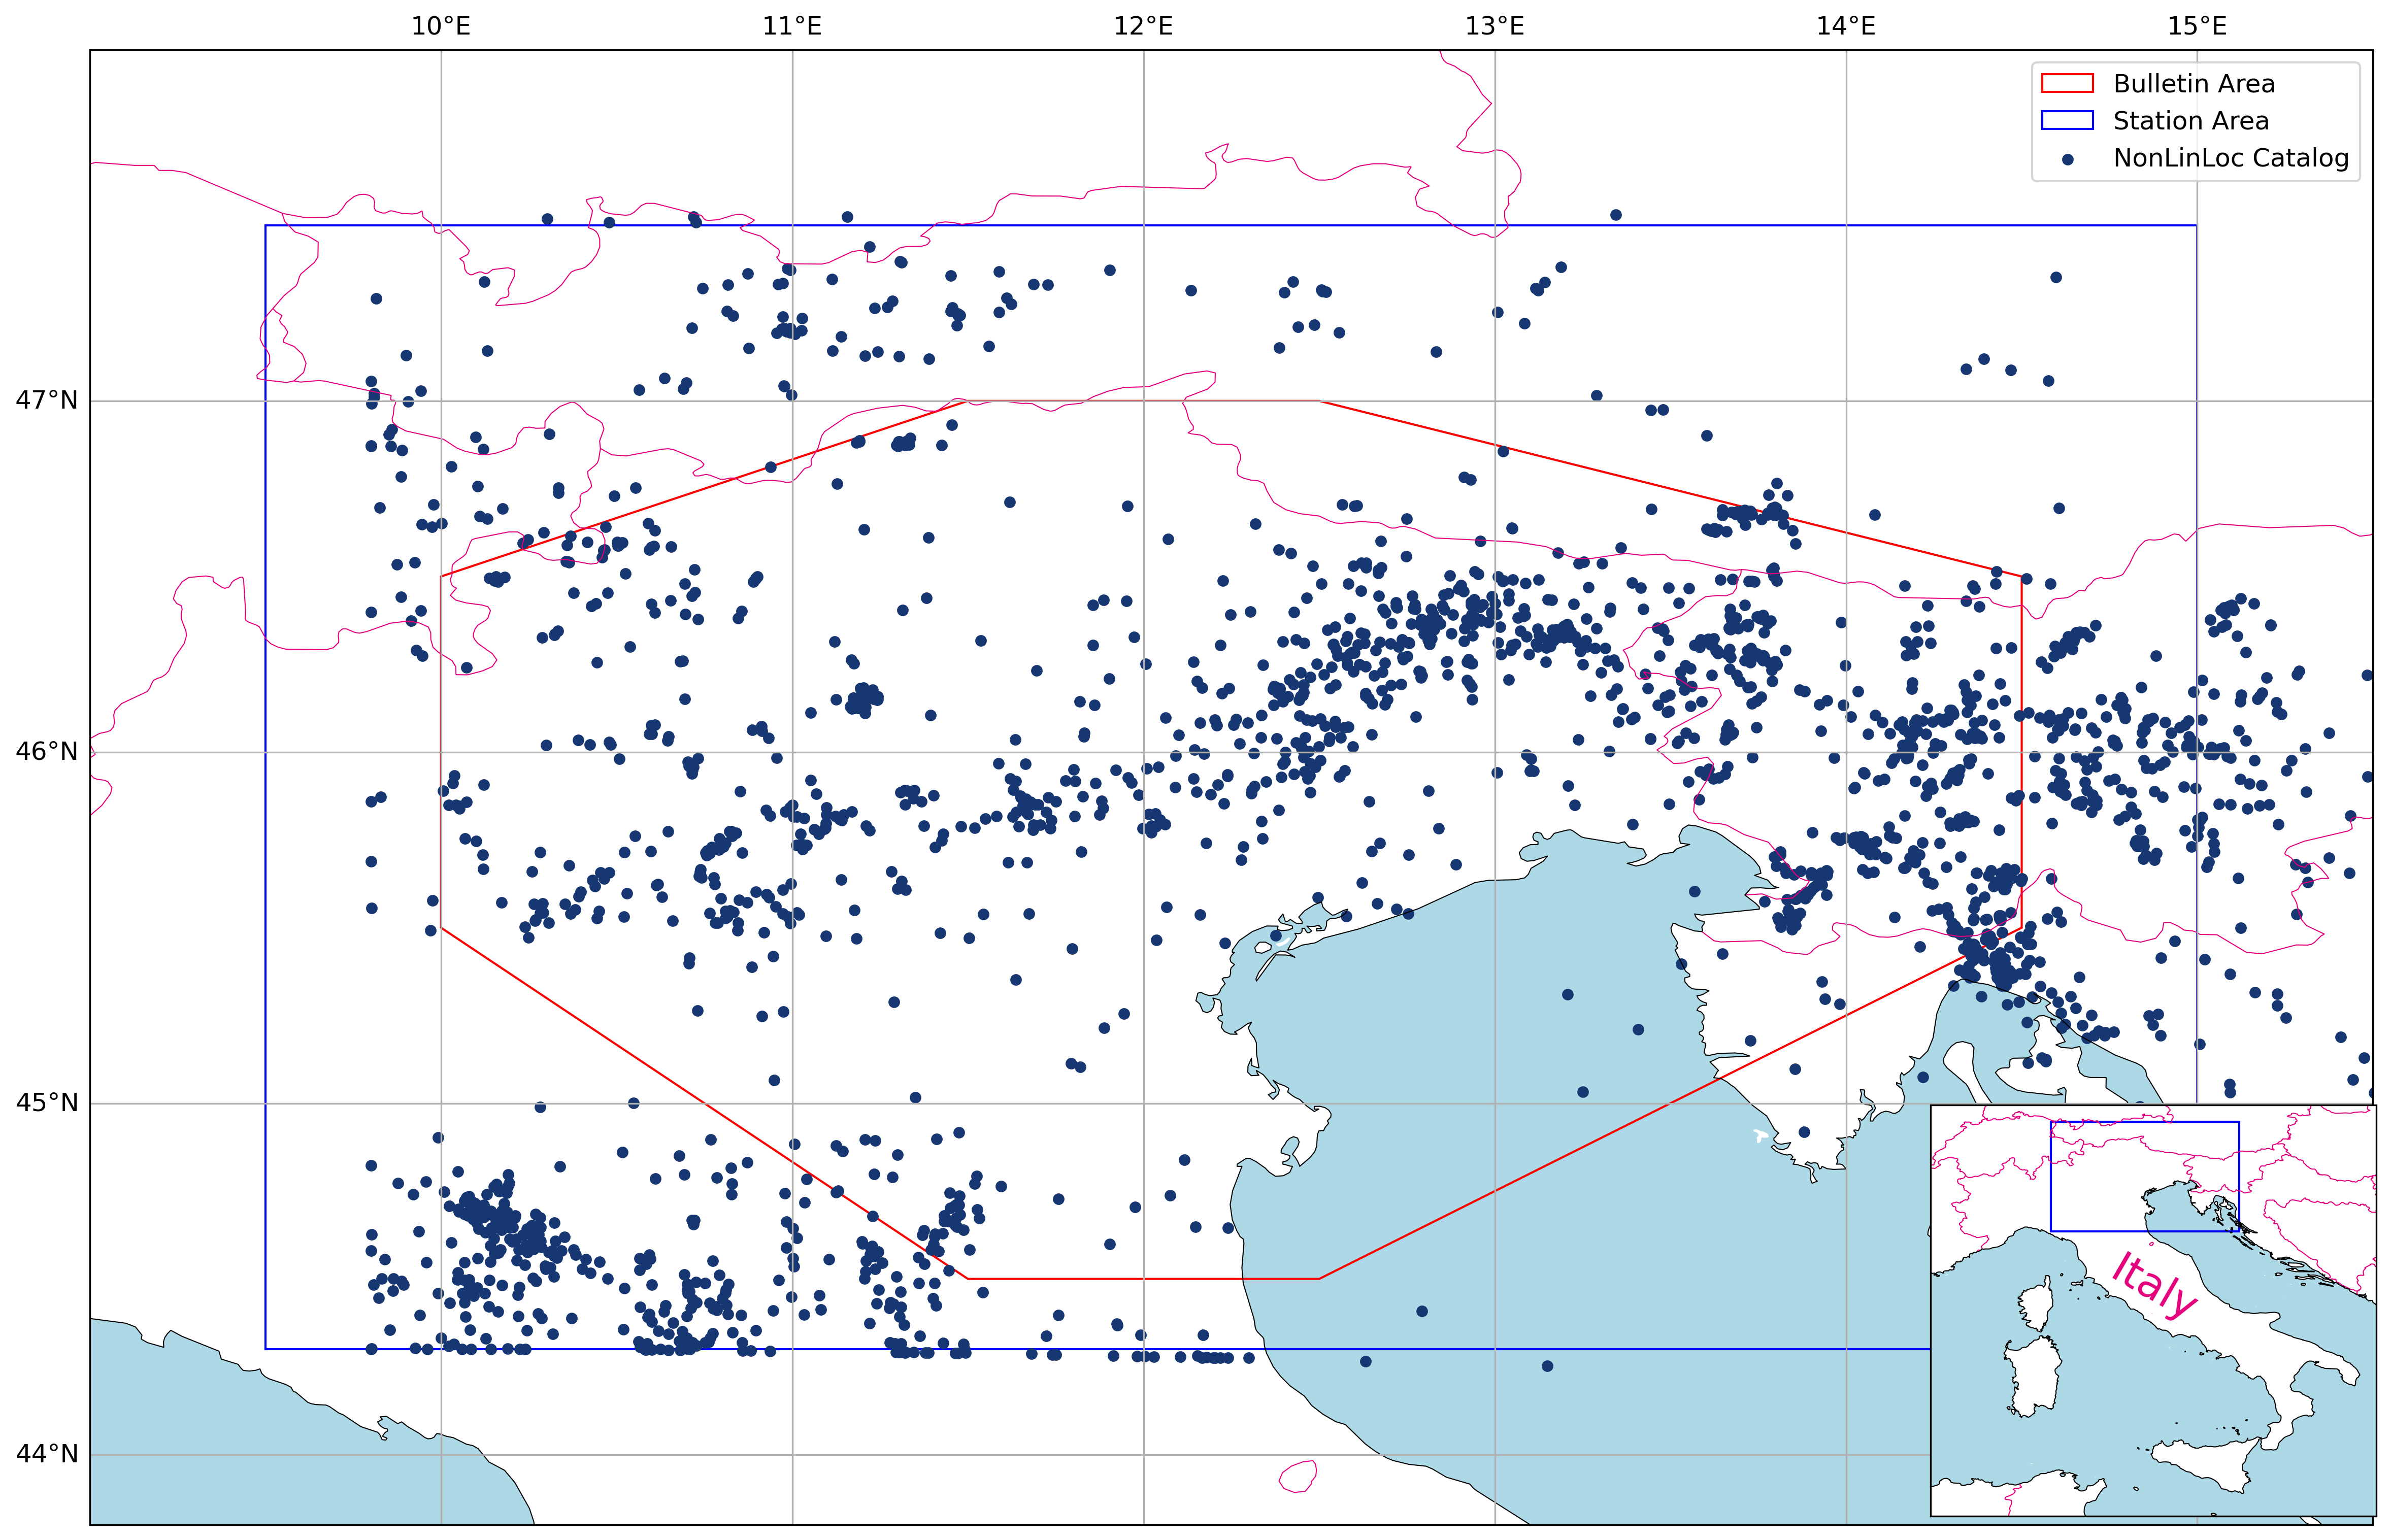 10°E 11°E 12°E 13°E 14°E 15°E
Bulletin Area
Station Area
NonLinLoc Catalog
47°N
46°N
45°N
44°N
Italy